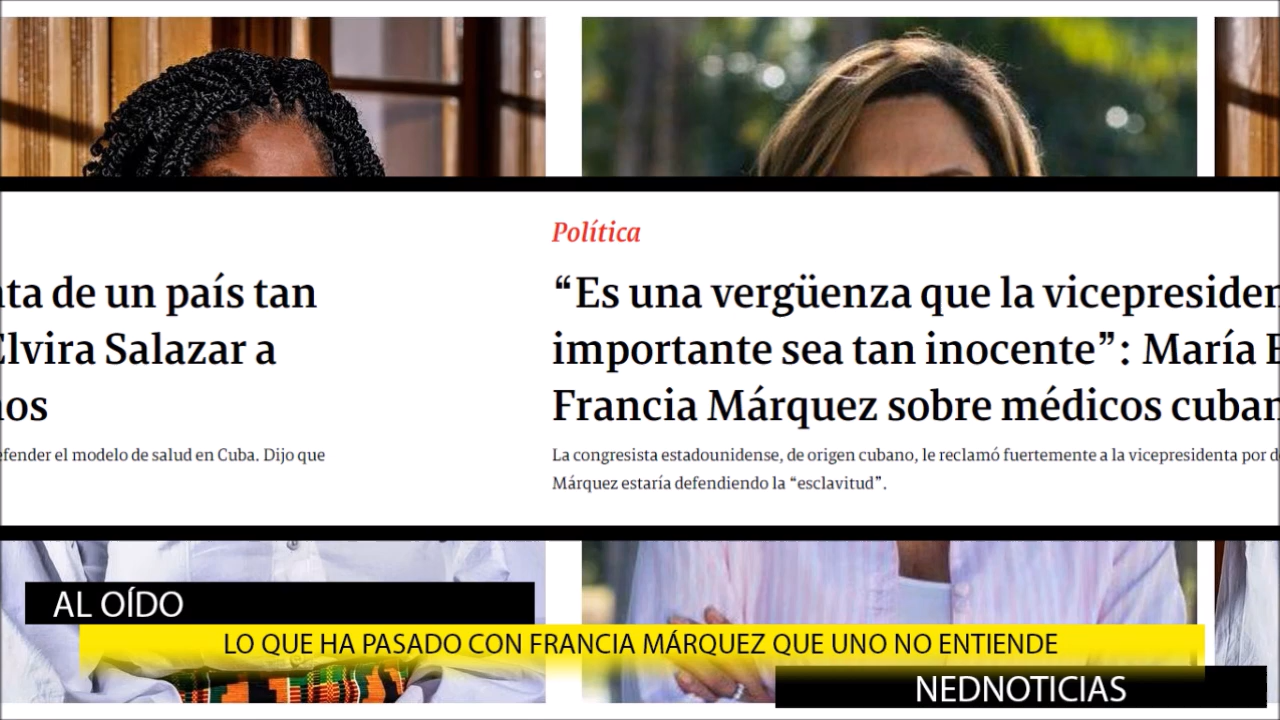 nta de un país tan
Elvira Salazar a
nos
efender el modelo de salud en Cuba. Dijo que
Política
“Es una vergüenza que la vicepresiden
importante sea tan inocente”: María E
Francia Márquez sobre médicos cuban
La congresista estadounidense, de origen cubano, le reclamó fuertemente a la vicepresidenta por d
Márquez estaría defendiendo la “esclavitud”.
AL OÍDO
LO QUE HA PASADO CON FRANCIA MÁRQUEZ QUE UNO NO ENTIENDE
NEDNOTICIAS